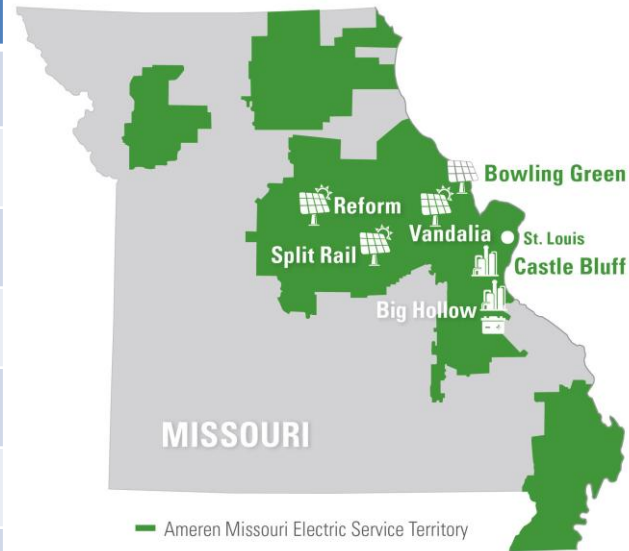 Bowling Green
Reform
Vandalia
St. Louis
Split Rail
Castle Bluff
Big Hollow
MISSOURI
Ameren Missouri Electric Service Territory